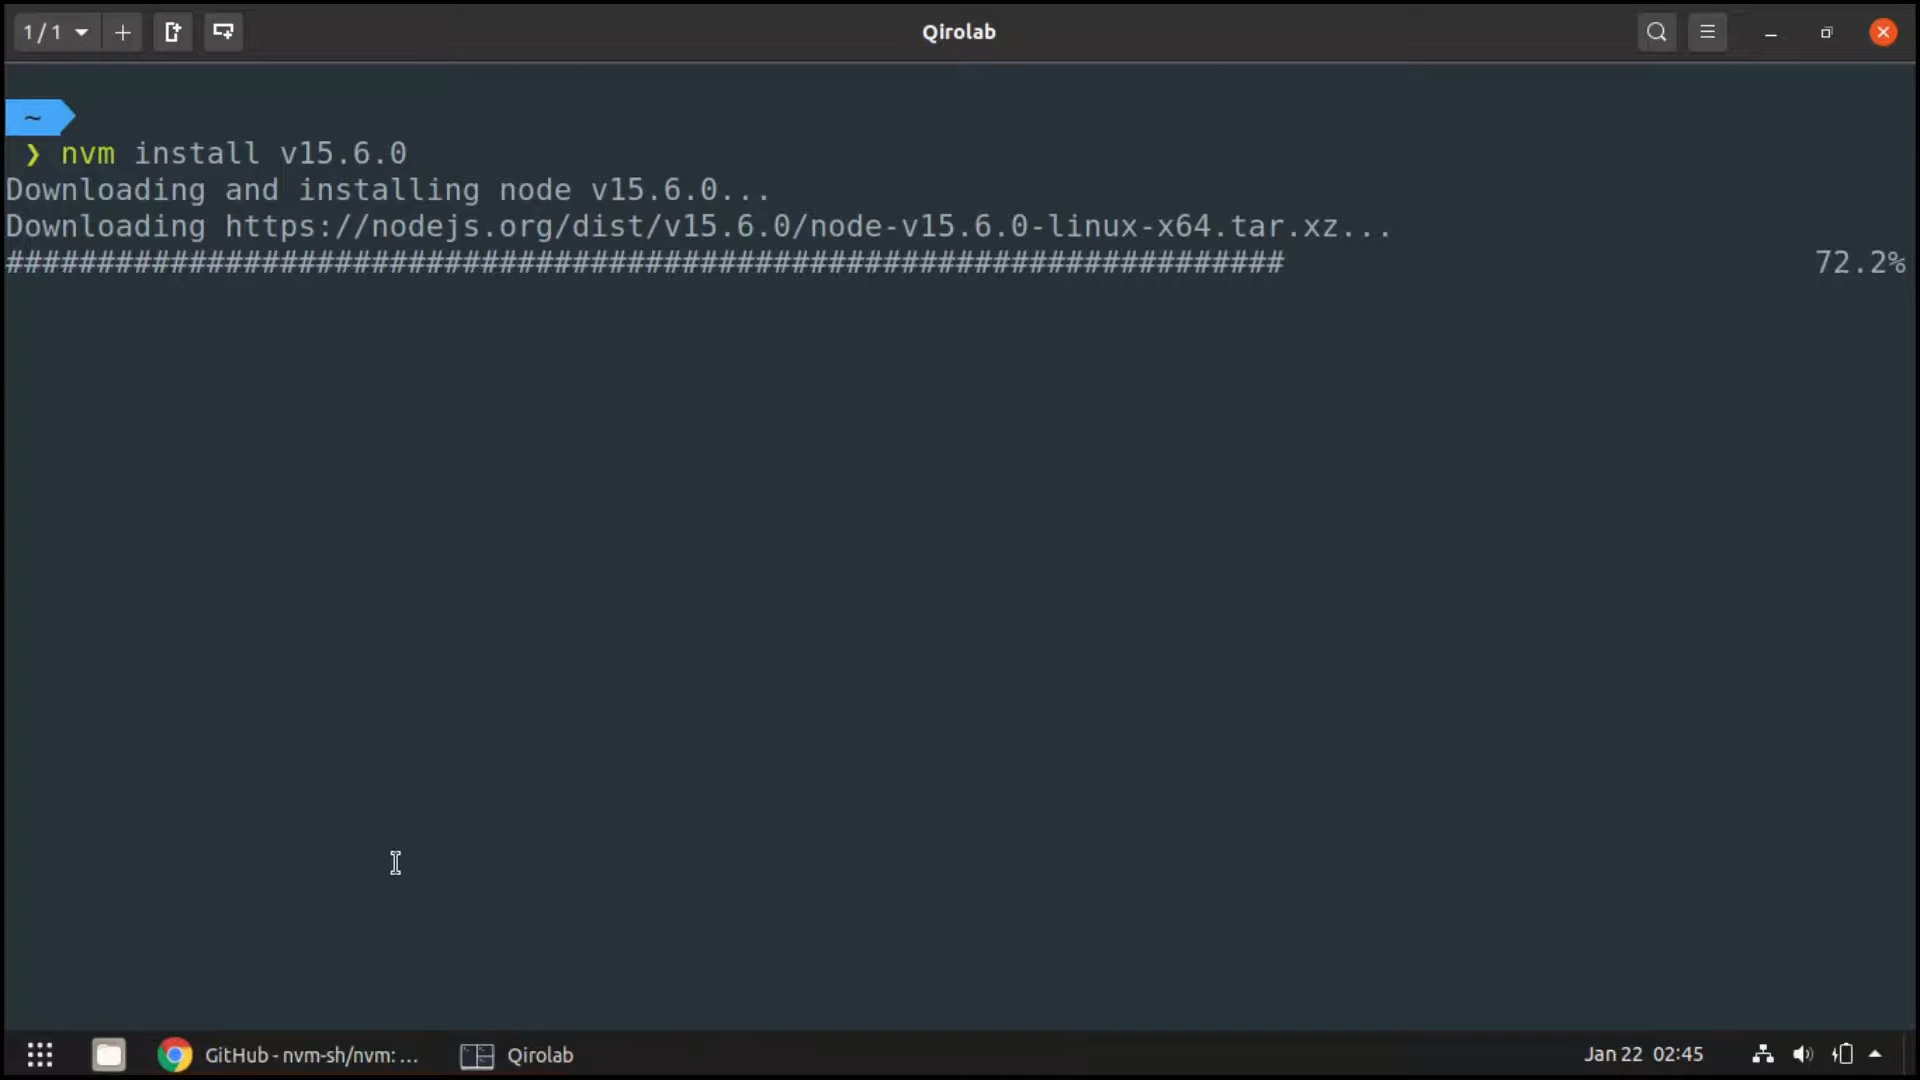 1 / 1
Qirolab
~
❯ nvm install v15.6.0
Downloading and installing node v15.6.0...
Downloading https://nodejs.org/dist/v15.6.0/node-v15.6.0-linux-x64.tar.xz...
###################################################################### 72.2%
GitHub - nvm-sh/nvm: ...
Qirolab
Jan 22 02:45